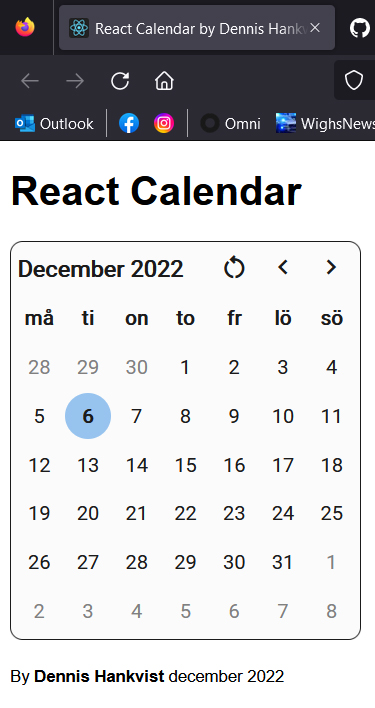 React Calendar by Dennis Hankv
Outlook
Omni
WighsNews
React Calendar
December 2022
må ti on to fr lö sö
28 29 30 1 2 3 4
5 6 7 8 9 10 11
12 13 14 15 16 17 18
19 20 21 22 23 24 25
26 27 28 29 30 31 1
2 3 4 5 6 7 8
By Dennis Hankvist december 2022